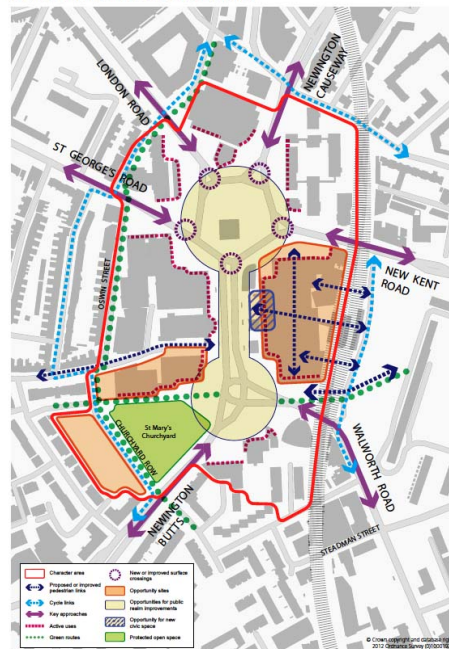 NEWINGTON
CAUSEWAY
LONDON
ROAD
ST GEORGE'S ROAD
OSWIN STREET
NEW KENT
ROAD
St Mary's
Churchyard
CHURCHYARD ROW
WALWORTH ROAD
NEWINGTON
BUTTS
STEADMAN STREET
Character area
Proposed or improved
pedestrian links
Cycle links
Key approaches
Active uses
Green routes
New or improved surface
crossings
Opportunity sites
Opportunities for public
realm improvements
Opportunity for new
civic space
Protected open space
© Crown copyright and database rig
2012 Ordnance Survey